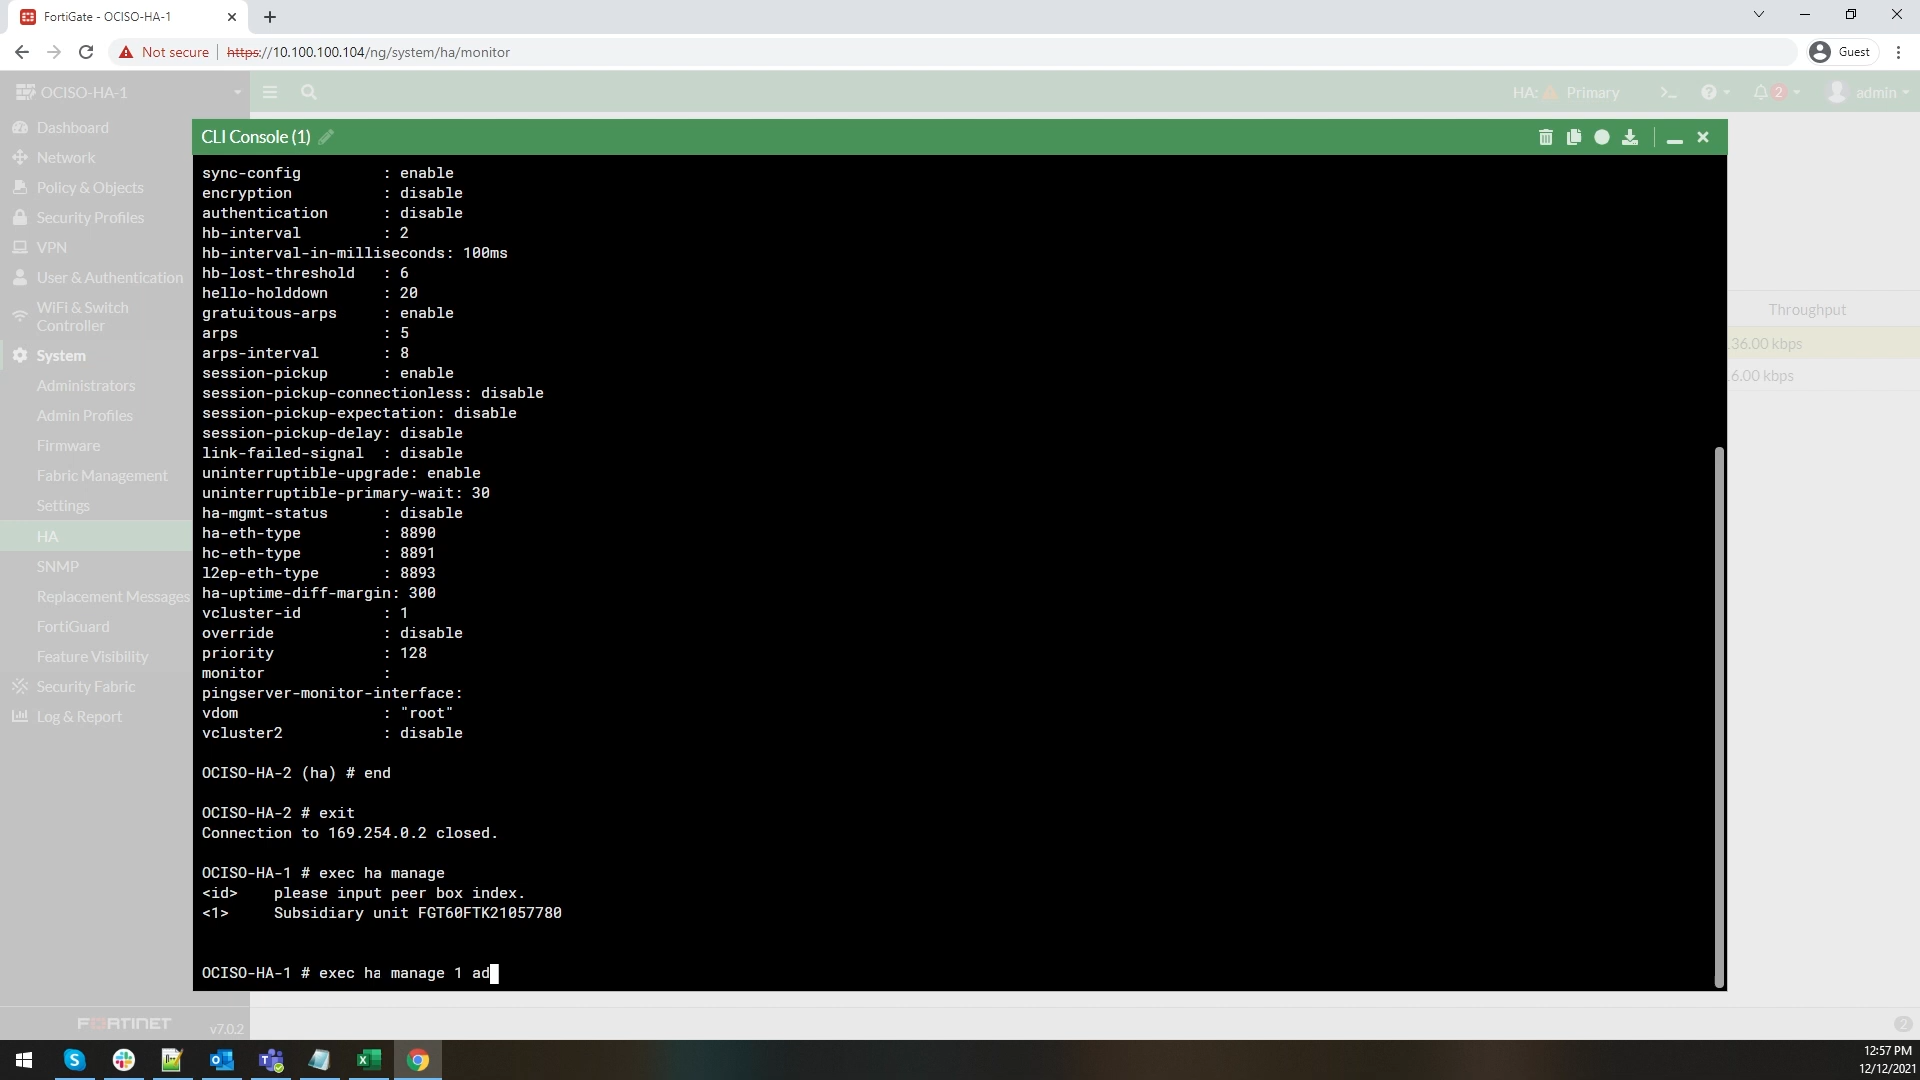 FortiGate - OCISO-HA-1
Not secure
https://10.100.100.104/ng/system/ha/monitor
Guest
OCISO-HA-1
HA: Primary
2
admin
Dashboard
Network
Policy & Objects
Security Profiles
VPN
User & Authentication
WiFi & Switch
Controller
System
Administrators
Admin Profiles
Firmware
Fabric Management
Settings
HA
SNMP
Replacement Messages
FortiGuard
Feature Visibility
Security Fabric
Log & Report
CLI Console (1)
sync-config : enable
encryption : disable
authentication : disable
hb-interval : 2
hb-interval-in-milliseconds: 100ms
hb-lost-threshold : 6
hello-holddown : 20
gratuitous-arps : enable
arps : 5
arps-interval : 8
session-pickup : enable
session-pickup-connectionless: disable
session-pickup-expectation: disable
session-pickup-delay: disable
link-failed-signal : disable
uninterruptible-upgrade: enable
uninterruptible-primary-wait: 30
ha-mgmt-status : disable
ha-eth-type : 8890
hc-eth-type : 8891
l2ep-eth-type : 8893
ha-uptime-diff-margin: 300
vcluster-id : 1
override : disable
priority : 128
monitor :
pingserver-monitor-interface:
vdom : "root"
vcluster2 : disable
OCISO-HA-2 (ha) # end
OCISO-HA-2 # exit
Connection to 169.254.0.2 closed.
OCISO-HA-1 # exec ha manage
<id> please input peer box index.
<1> Subsidiary unit FGT60FTK21057780
OCISO-HA-1 # exec ha manage 1 ad
Throughput
36.00 kbps
6.00 kbps
FORTINET
v7.0.2
2
12:57 PM
12/12/2021